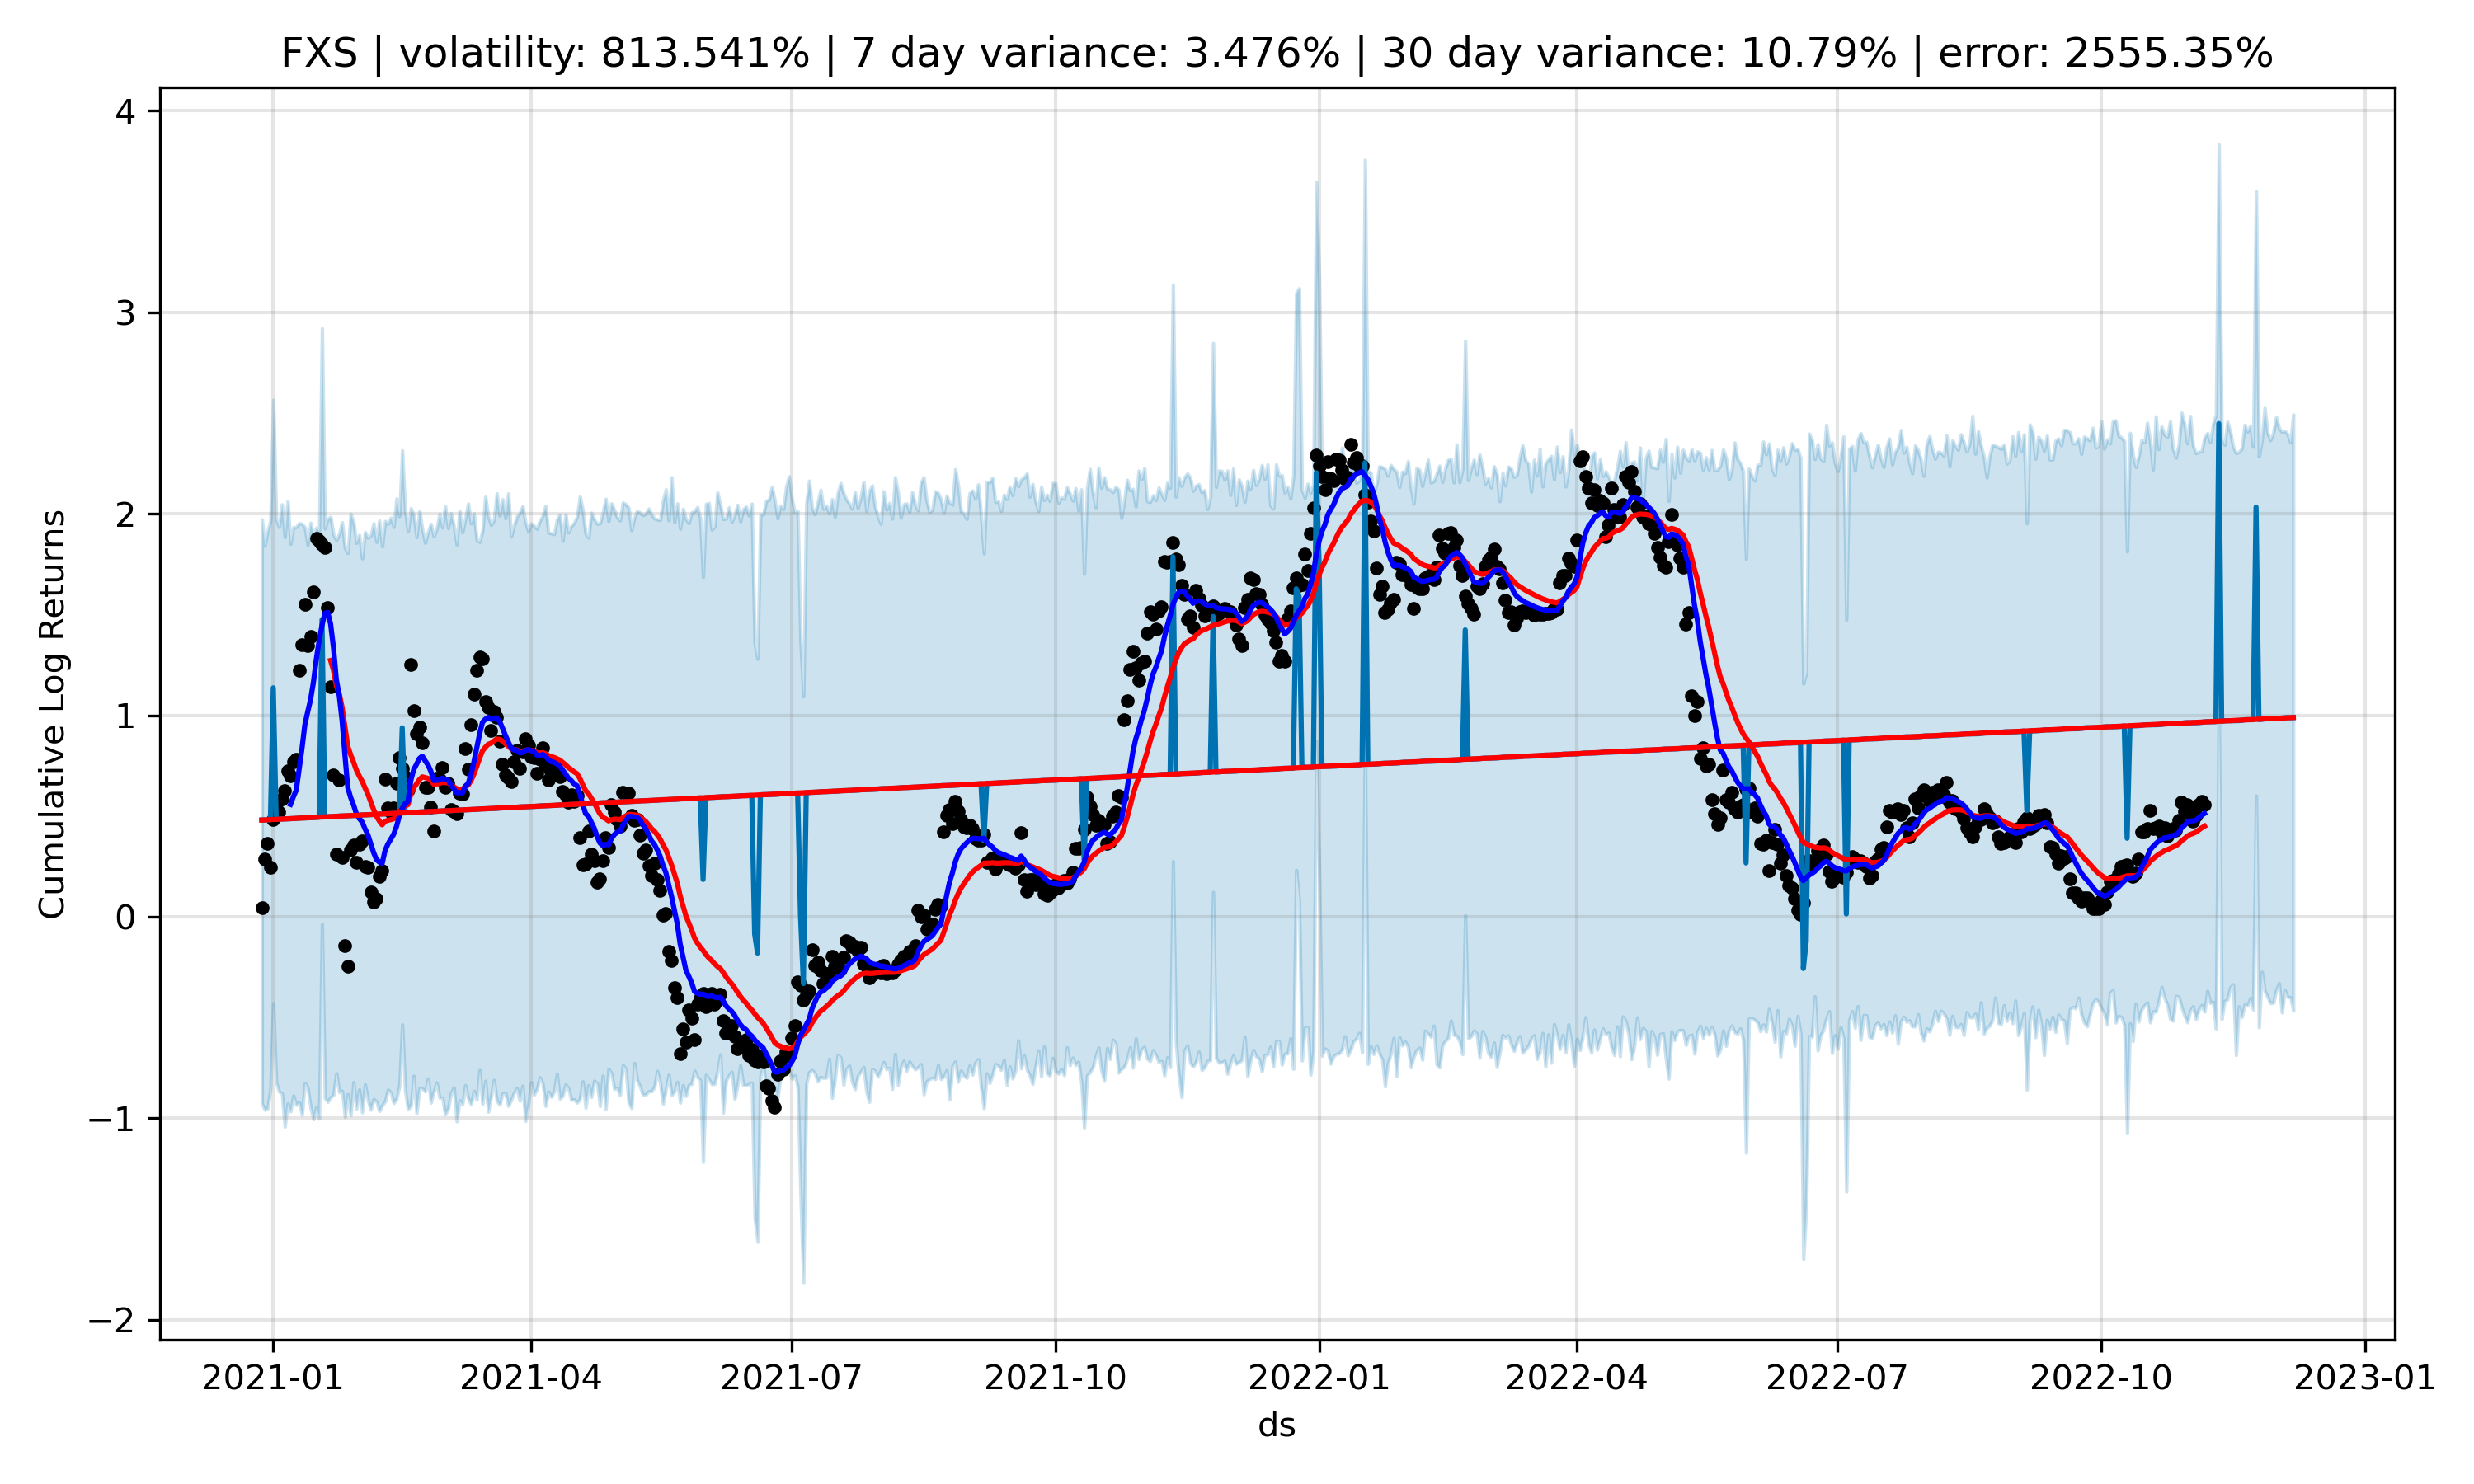 FXS | volatility: 813.541% | 7 day variance: 3.476% | 30 day variance: 10.79% | error: 2555.35%
4
3
2
1
0
−1
−2
Cumulative Log Returns
2021-01 2021-04 2021-07 2021-10 2022-01 2022-04 2022-07 2022-10 2023-01
ds